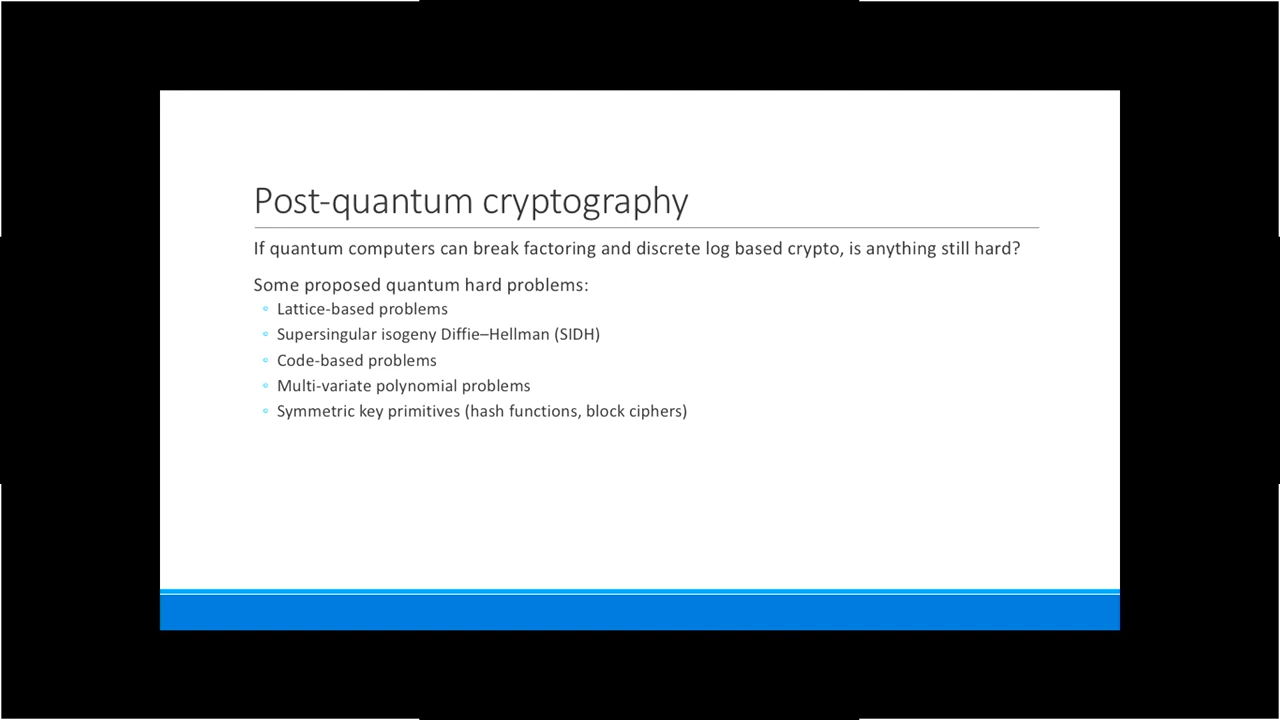 Post-quantum cryptography
If quantum computers can break factoring and discrete log based crypto, is anything still hard?
Some proposed quantum hard problems:
Lattice-based problems
Supersingular isogeny Diffie–Hellman (SIDH)
Code-based problems
Multi-variate polynomial problems
Symmetric key primitives (hash functions, block ciphers)